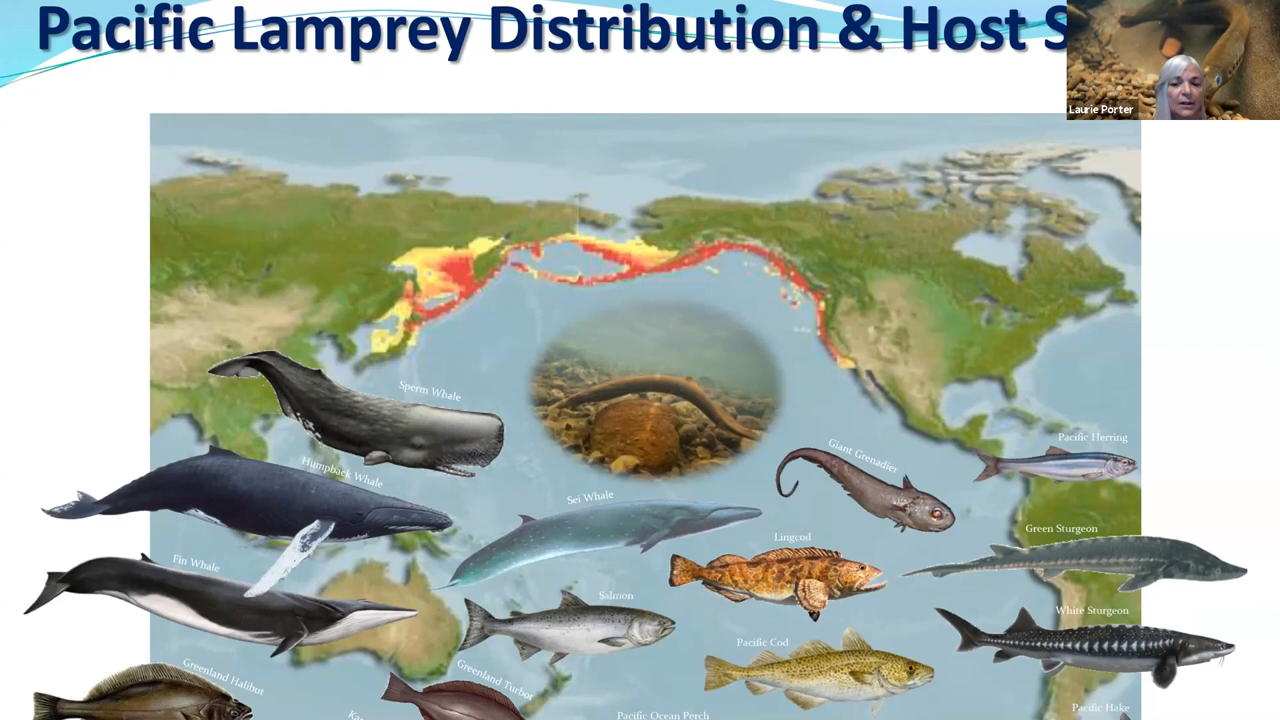 Pacific Lamprey Distribution & Host S
Laurie Porter
Sperm Whale
Pacific Herring
Giant Grenadier
Humpback Whale
Sei Whale
Green Sturgeon
Lingcod
Fin Whale
Salmon
White Sturgeon
Pacific Cod
Greenland Halibut
Greenland Turbot
Pacific Hake
Pacific Ocean Perch